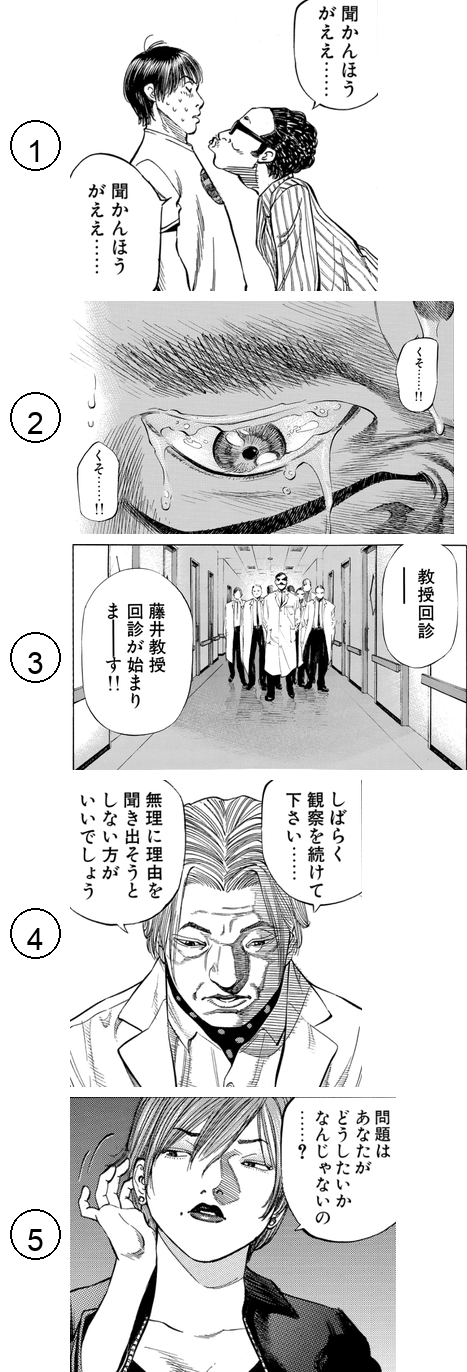 1
聞かんほう
がええ……
聞かんほう
がええ……
2
くそ……!!
くそ……!!
3
教授回診
──
藤井教授
回診が始まり
ま──す!!
4
しばらく
観察を続けて
下さい……
無理に理由を
聞き出そうと
しない方が
いいでしょう
5
問題は
あなたが
どうしたいか
なんじゃないの
……?